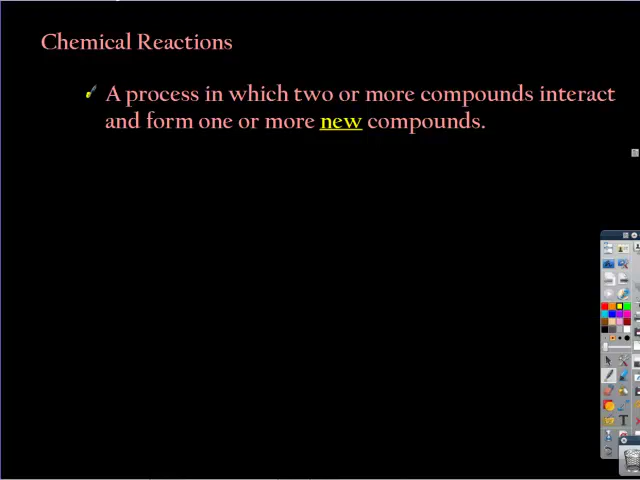 Chemical Reactions
A process in which two or more compounds interact
and form one or more new compounds.